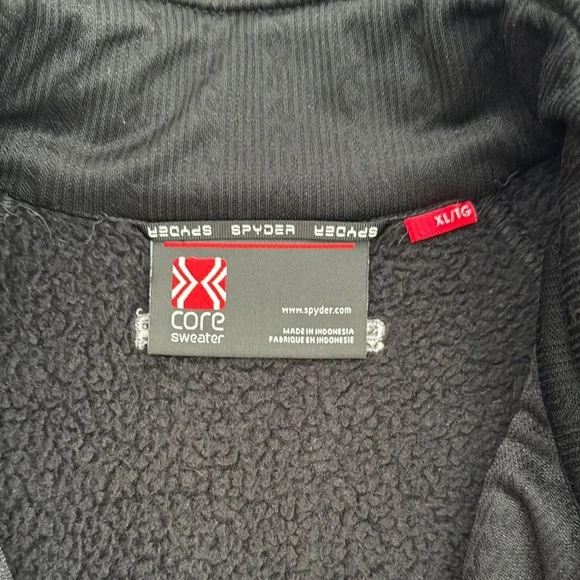 SPYDER SPYDER SPYDER
XL/TG
core
sweater
www.spyder.com
MADE IN INDONESIA
FABRIQUE EN INDONESIE